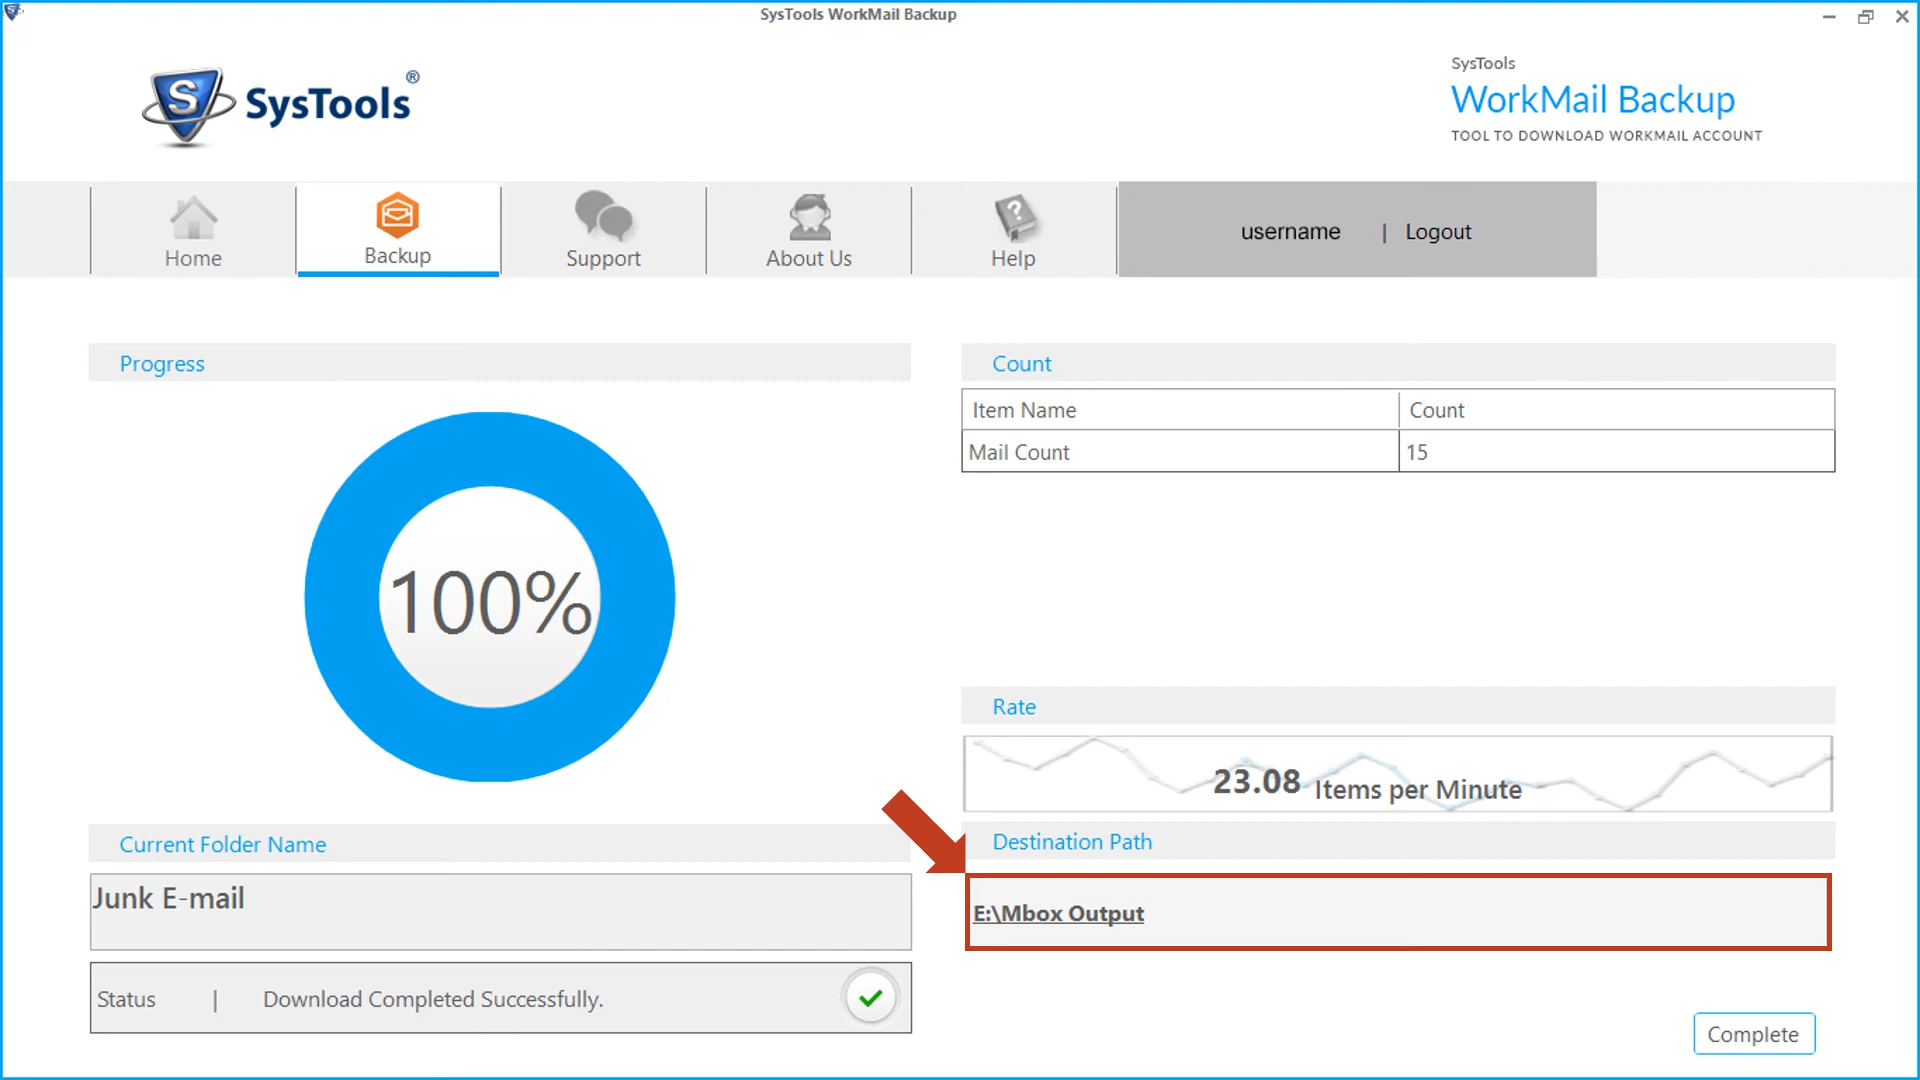 SysTools WorkMail Backup
SysTools®
SysTools
WorkMail Backup
TOOL TO DOWNLOAD WORKMAIL ACCOUNT
Home
Backup
Support
About Us
Help
username | Logout
Progress
100%
Count
Item Name Count
Mail Count 15
Rate
23.08 Items per Minute
Current Folder Name
Junk E-mail
Status | Download Completed Successfully.
Destination Path
E:\Mbox Output
Complete